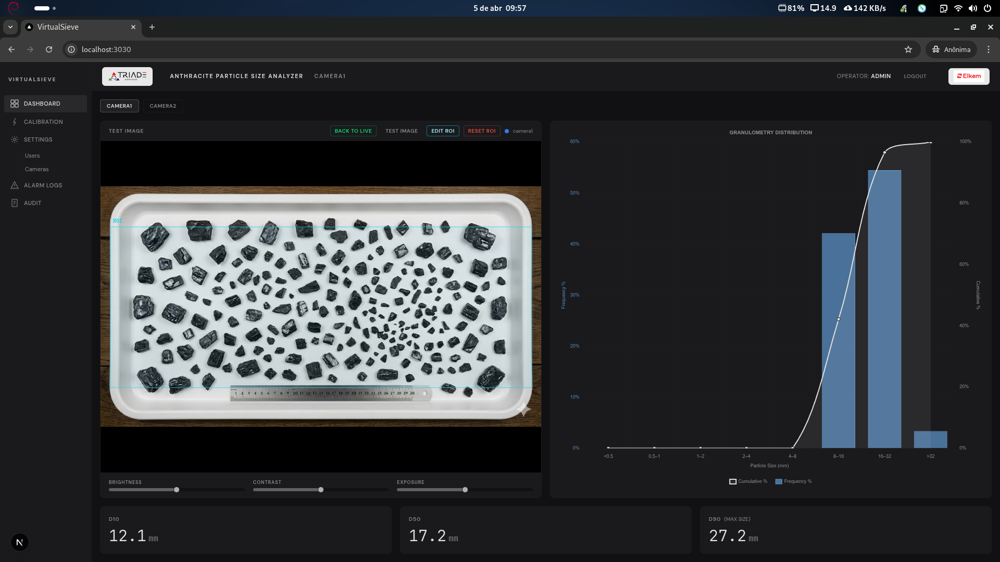 5 de abr 09:57
81% 14.9 142 KB/s
VirtualSieve
localhost:3030
Anônima
VIRTUALSIEVE
TRIADE
ANTHRACITE PARTICLE SIZE ANALYZER CAMERA1
OPERATOR: ADMIN LOGOUT
Elkem
DASHBOARD
CALIBRATION
SETTINGS
Users
Cameras
ALARM LOGS
AUDIT
CAMERA1 CAMERA2
TEST IMAGE BACK TO LIVE TEST IMAGE EDIT ROI RESET ROI camera1
ROI
1 2 3 4 5 6 7 8 9 10 11 12 13 14 15 16 17 18 19 20 21 22 23 24 25 26 27 28 29 30
BRIGHTNESS CONTRAST EXPOSURE
GRANULOMETRY DISTRIBUTION
60% 100%
50%
80%
40%
60%
30%
40%
20%
20%
10%
0% 0%
Frequency %
Cumulative %
<0.5 0.5–1 1–2 2–4 4–8 8–16 16–32 >32
Particle Size (mm)
Cumulative % Frequency %
D10
12.1 mm
D50
17.2 mm
D90 (MAX SIZE)
27.2 mm
N